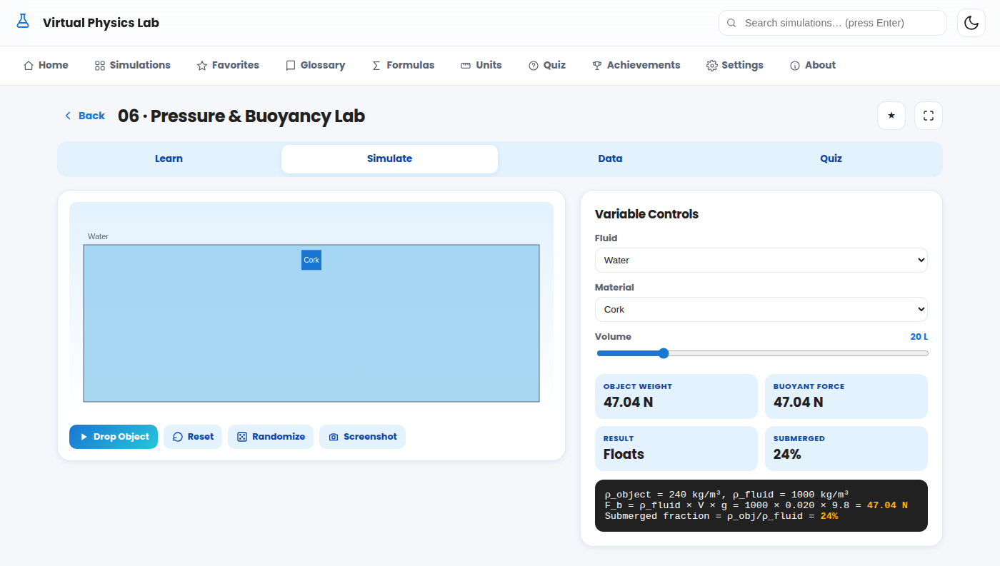 Virtual Physics Lab
Search simulations… (press Enter)
Home
Simulations
Favorites
Glossary
Formulas
Units
Quiz
Achievements
Settings
About
Back
06 · Pressure & Buoyancy Lab
★
Learn
Simulate
Data
Quiz
Water
Cork
Drop Object
Reset
Randomize
Screenshot
Variable Controls
Fluid
Water
Material
Cork
Volume
20 L
OBJECT WEIGHT
47.04 N
BUOYANT FORCE
47.04 N
RESULT
Floats
SUBMERGED
24%
ρ_object = 240 kg/m³, ρ_fluid = 1000 kg/m³
F_b = ρ_fluid × V × g = 1000 × 0.020 × 9.8 = 47.04 N
Submerged fraction = ρ_obj/ρ_fluid = 24%